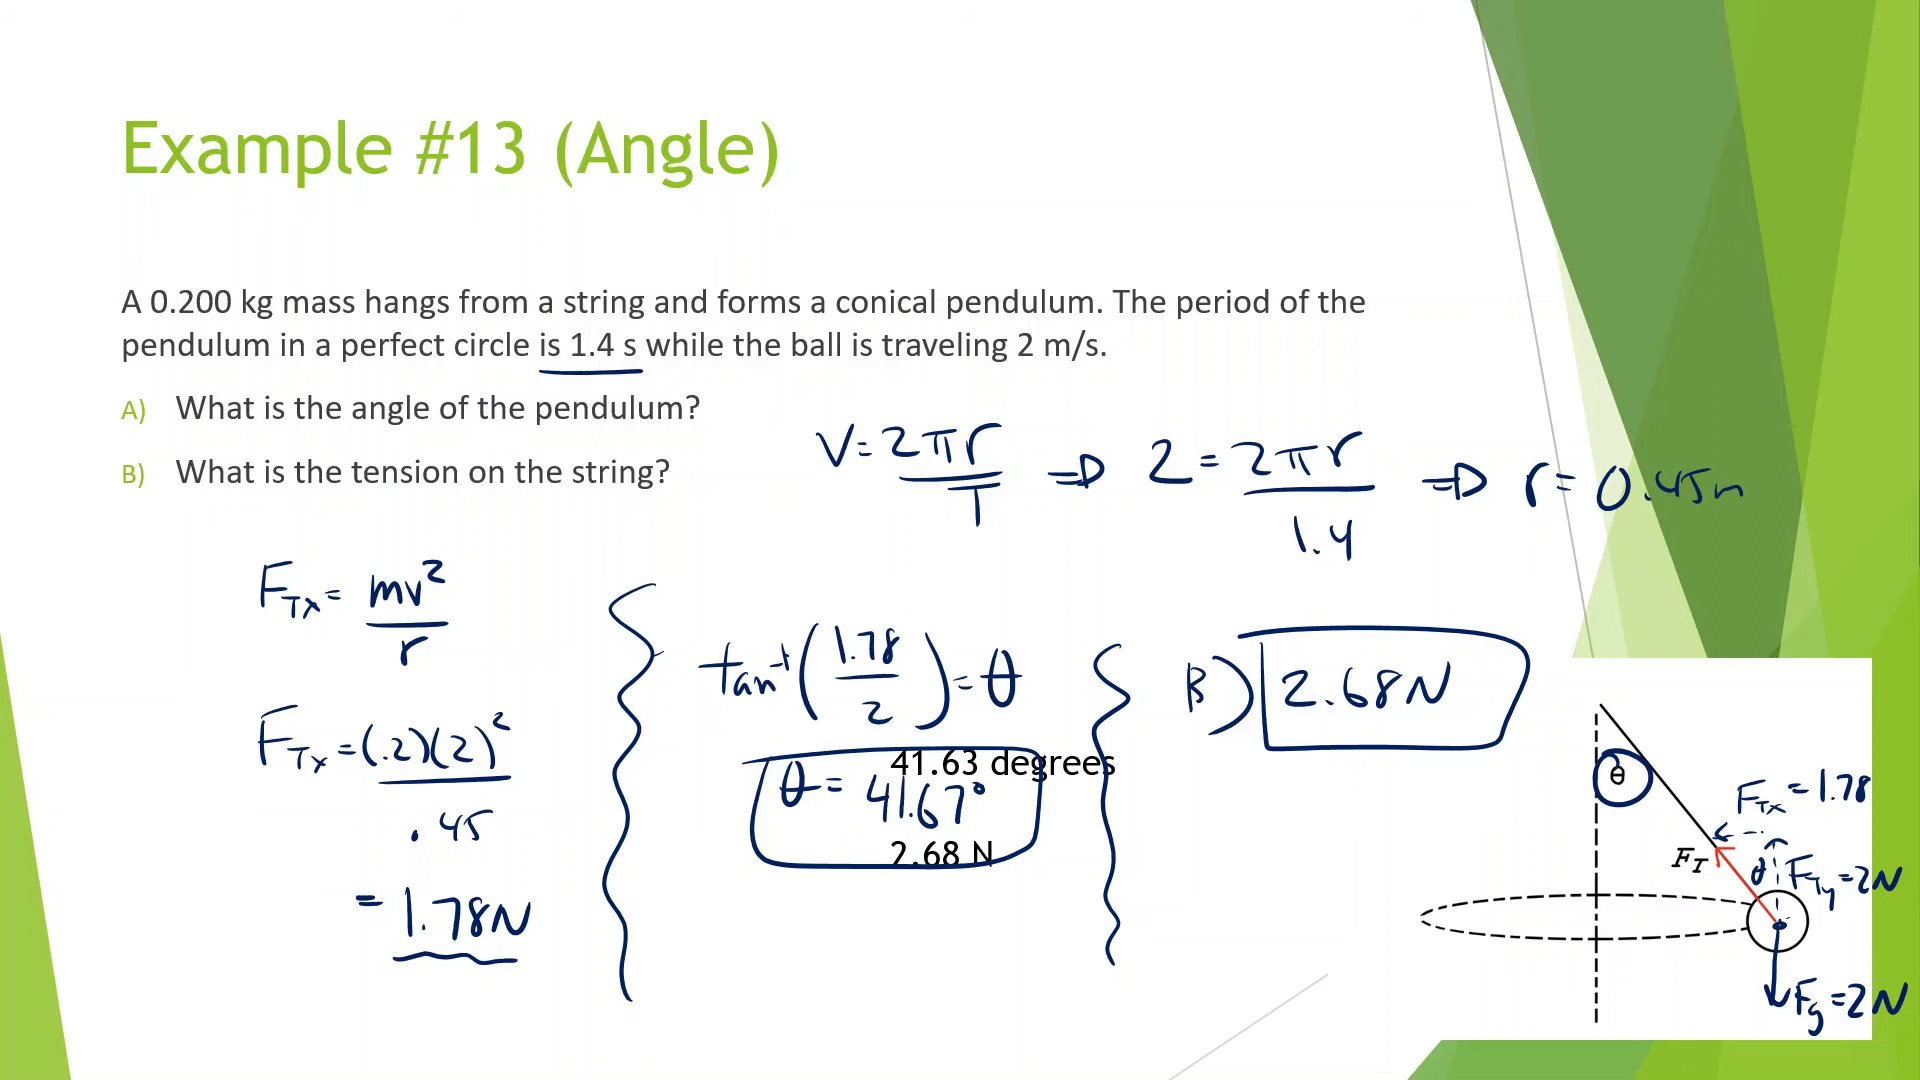 Example #13 (Angle)
A 0.200 kg mass hangs from a string and forms a conical pendulum. The period of the
pendulum in a perfect circle is 1.4 s while the ball is traveling 2 m/s.
A) What is the angle of the pendulum?
B) What is the tension on the string?
V = 2πr / T ⇒ 2 = 2πr / 1.4 ⇒ r = 0.45m
F_Tx = mv² / r
F_Tx = (.2)(2)² / .45
= 1.78N
tan⁻¹(1.78 / 2) = θ
41.63 degrees
θ = 41.67°
2.68 N
B) 2.68N
θ
F_Tx = 1.78
F_T
θ
F_Ty = 2N
F_g = 2N